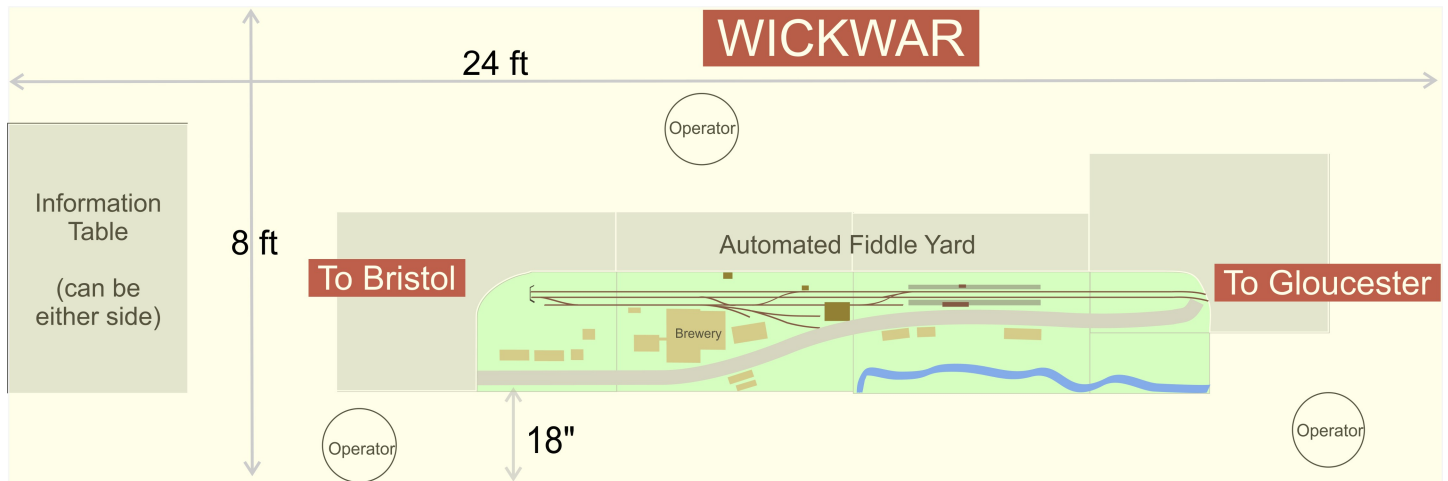 WICKWAR
24 ft
Operator
Information
Table
(can be
either side)
8 ft
Automated Fiddle Yard
To Bristol
To Gloucester
Brewery
Operator
18"
Operator